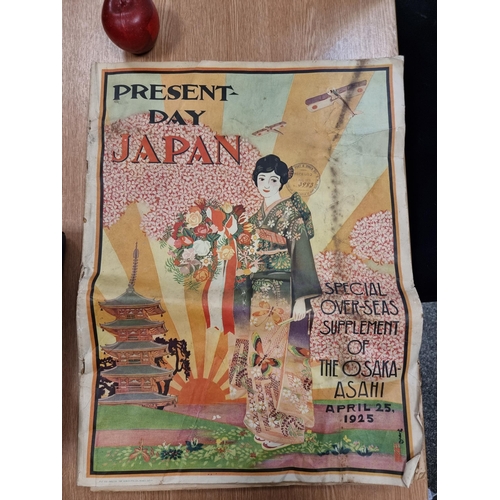 PRESENT-
DAY
JAPAN
SPECIAL
OVER-SEAS
SUPPLEMENT
OF
THE OSAKA-
ASAHI
APRIL 25,
1925